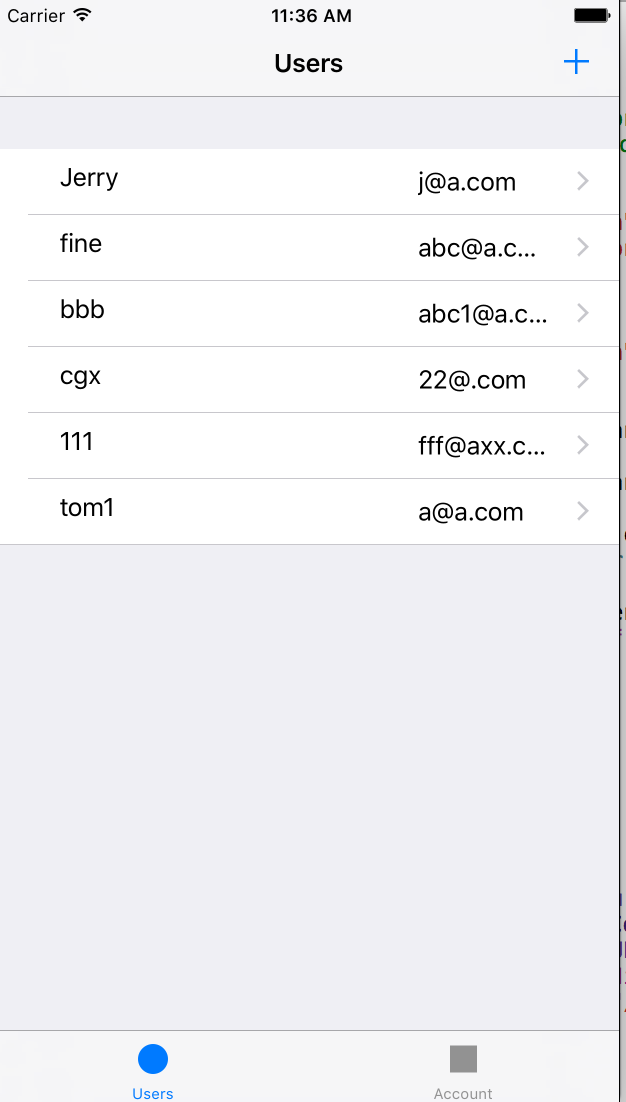 Carrier 11:36 AM
Users
Jerry j@a.com
fine abc@a.c...
bbb abc1@a.c...
cgx 22@.com
111 fff@axx.c...
tom1 a@a.com
Users Account